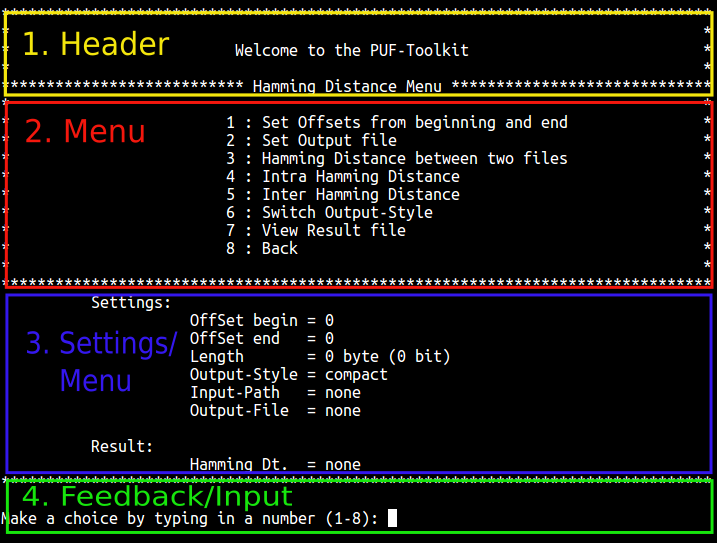 ********************************************************************************
1. Header
Welcome to the PUF-Toolkit
************************** Hamming Distance Menu *****************************
2. Menu
1 : Set Offsets from beginning and end
2 : Set Output file
3 : Hamming Distance between two files
4 : Intra Hamming Distance
5 : Inter Hamming Distance
6 : Switch Output-Style
7 : View Result file
8 : Back
********************************************************************************
3. Settings/
Menu
Settings:
OffSet begin = 0
OffSet end = 0
Length = 0 byte (0 bit)
Output-Style = compact
Input-Path = none
Output-File = none
Result:
Hamming Dt. = none
********************************************************************************
4. Feedback/Input
Make a choice by typing in a number (1-8):